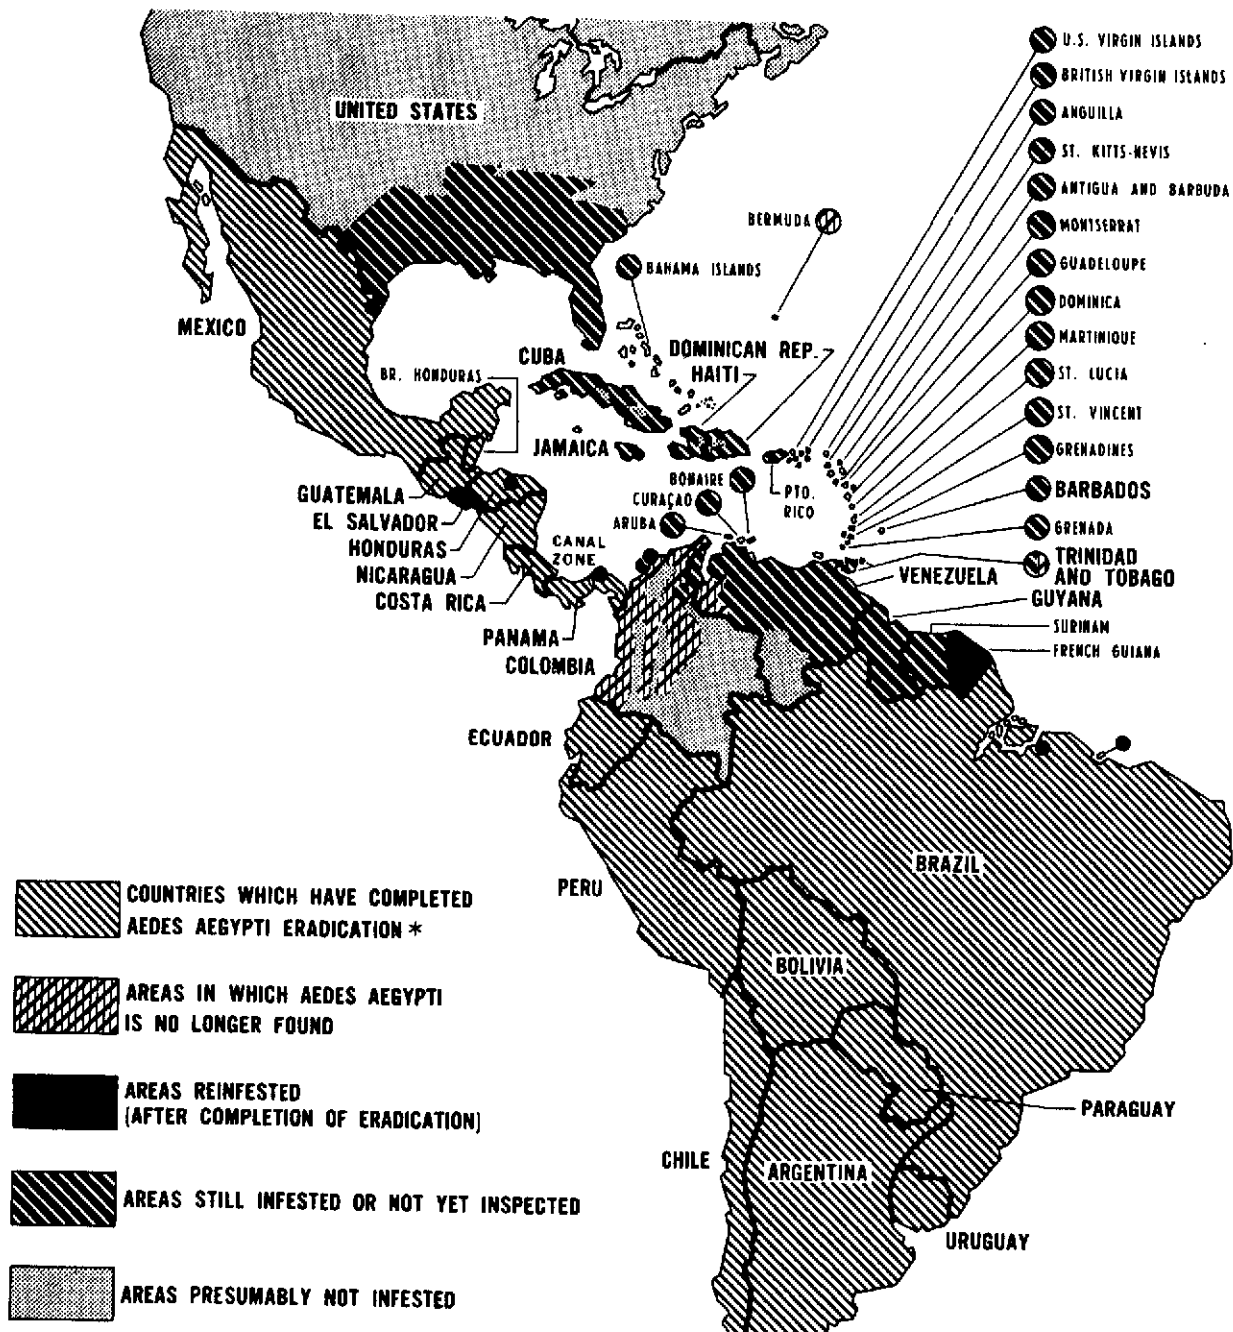 U.S. VIRGIN ISLANDS
BRITISH VIRGIN ISLANDS
UNITED STATES
ANGUILLA
ST. KITTS-NEVIS
ANTIGUA AND BARBUDA
BERMUDA
MONTSERRAT
BAHAMA ISLANDS
GUADELOUPE
DOMINICA
MEXICO
MARTINIQUE
CUBA
DOMINICAN REP.
HAITI
BR. HONDURAS
ST. LUCIA
ST. VINCENT
JAMAICA
GRENADINES
BONAIRE
PTO.
RICO
CURAÇAO
ARUBA
BARBADOS
GUATEMALA
EL SALVADOR
HONDURAS
NICARAGUA
COSTA RICA
CANAL
ZONE
GRENADA
TRINIDAD
AND TOBAGO
VENEZUELA
GUYANA
SURINAM
FRENCH GUIANA
PANAMA
COLOMBIA
ECUADOR
PERU
BRAZIL
COUNTRIES WHICH HAVE COMPLETED
AEDES AEGYPTI ERADICATION *
BOLIVIA
AREAS IN WHICH AEDES AEGYPTI
IS NO LONGER FOUND
AREAS REINFESTED
(AFTER COMPLETION OF ERADICATION)
PARAGUAY
CHILE
ARGENTINA
AREAS STILL INFESTED OR NOT YET INSPECTED
URUGUAY
AREAS PRESUMABLY NOT INFESTED